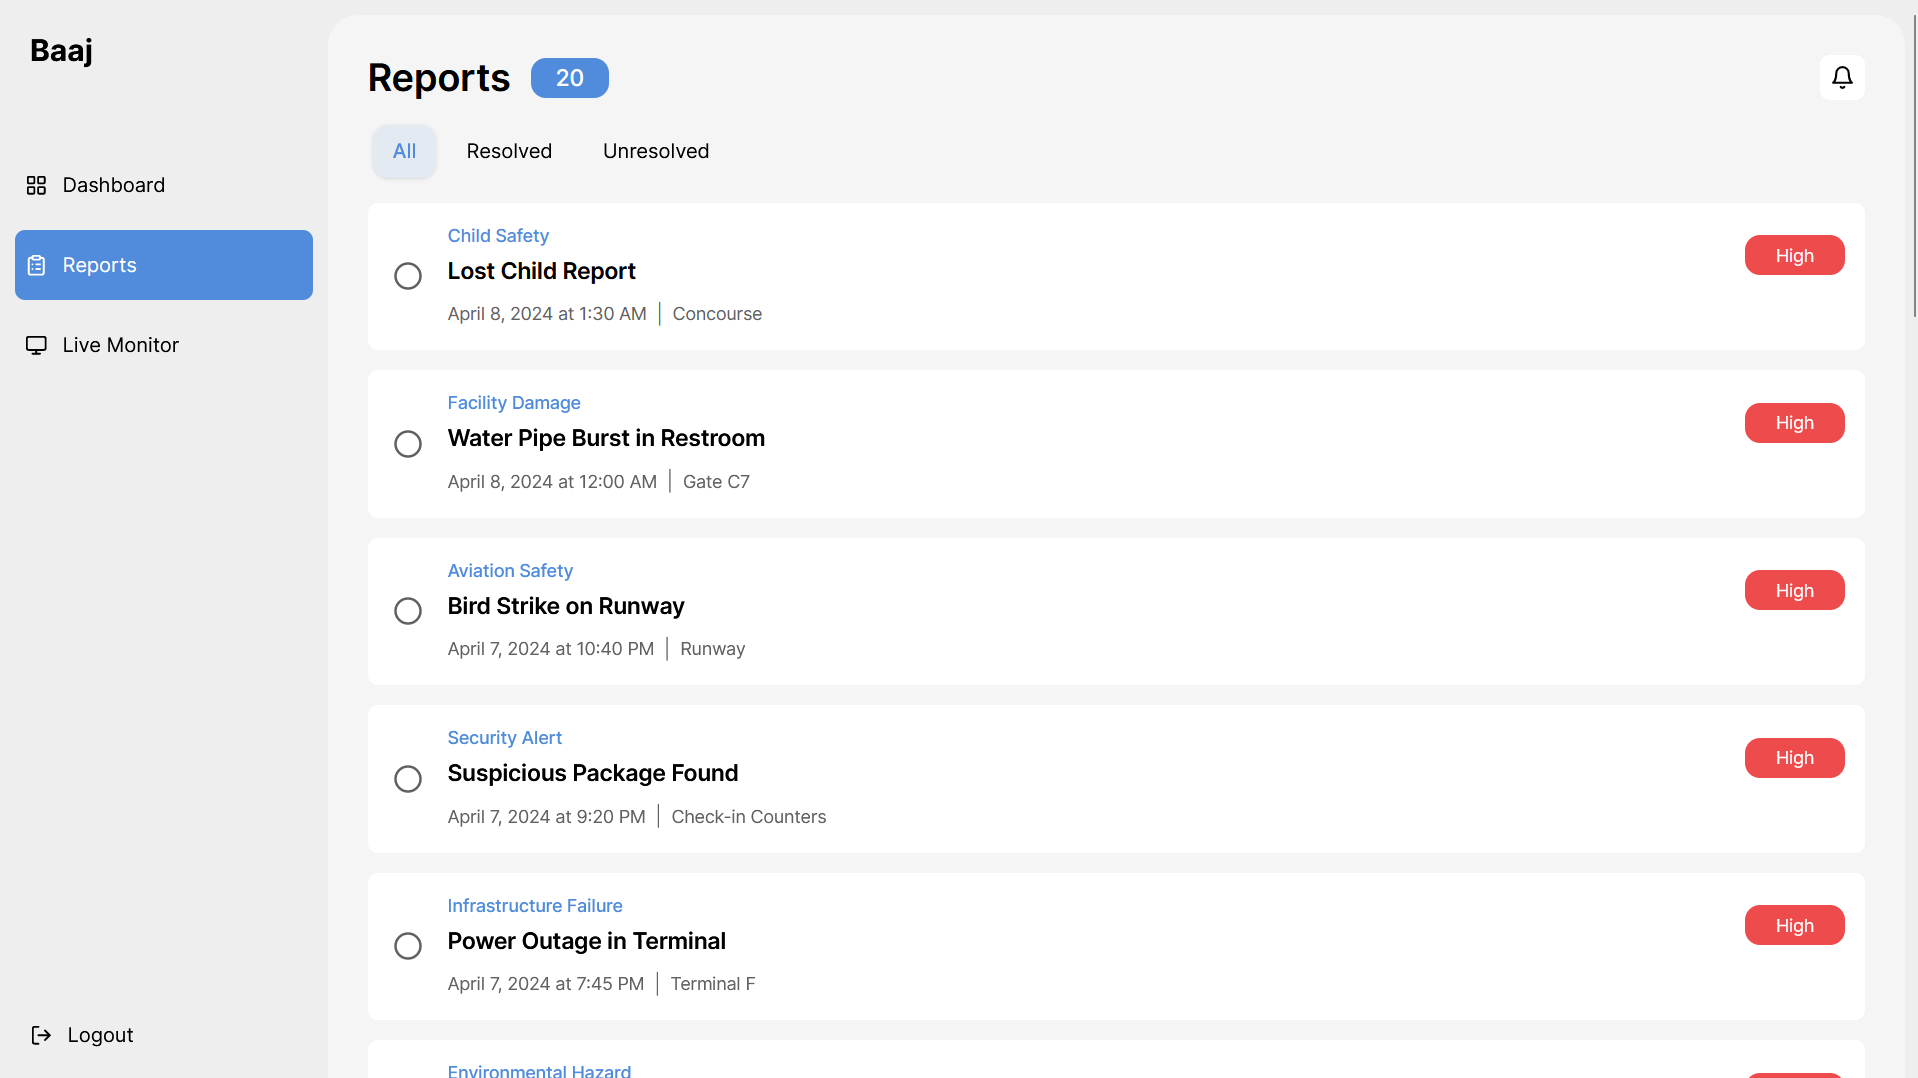 Baaj
Dashboard
Reports
Live Monitor
Logout
Reports 20
All Resolved Unresolved
Child Safety
Lost Child Report
April 8, 2024 at 1:30 AM | Concourse
High
Facility Damage
Water Pipe Burst in Restroom
April 8, 2024 at 12:00 AM | Gate C7
High
Aviation Safety
Bird Strike on Runway
April 7, 2024 at 10:40 PM | Runway
High
Security Alert
Suspicious Package Found
April 7, 2024 at 9:20 PM | Check-in Counters
High
Infrastructure Failure
Power Outage in Terminal
April 7, 2024 at 7:45 PM | Terminal F
High
Environmental Hazard